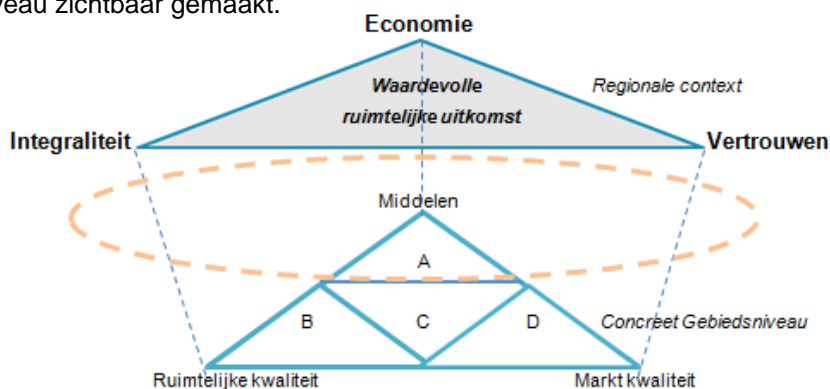 veau zichtbaar gemaakt.
Economie
Waardevolle
ruimtelijke uitkomst
Regionale context
Integraliteit
Vertrouwen
Middelen
A
B
C
D
Concreet Gebiedsniveau
Ruimtelijke kwaliteit
Markt kwaliteit